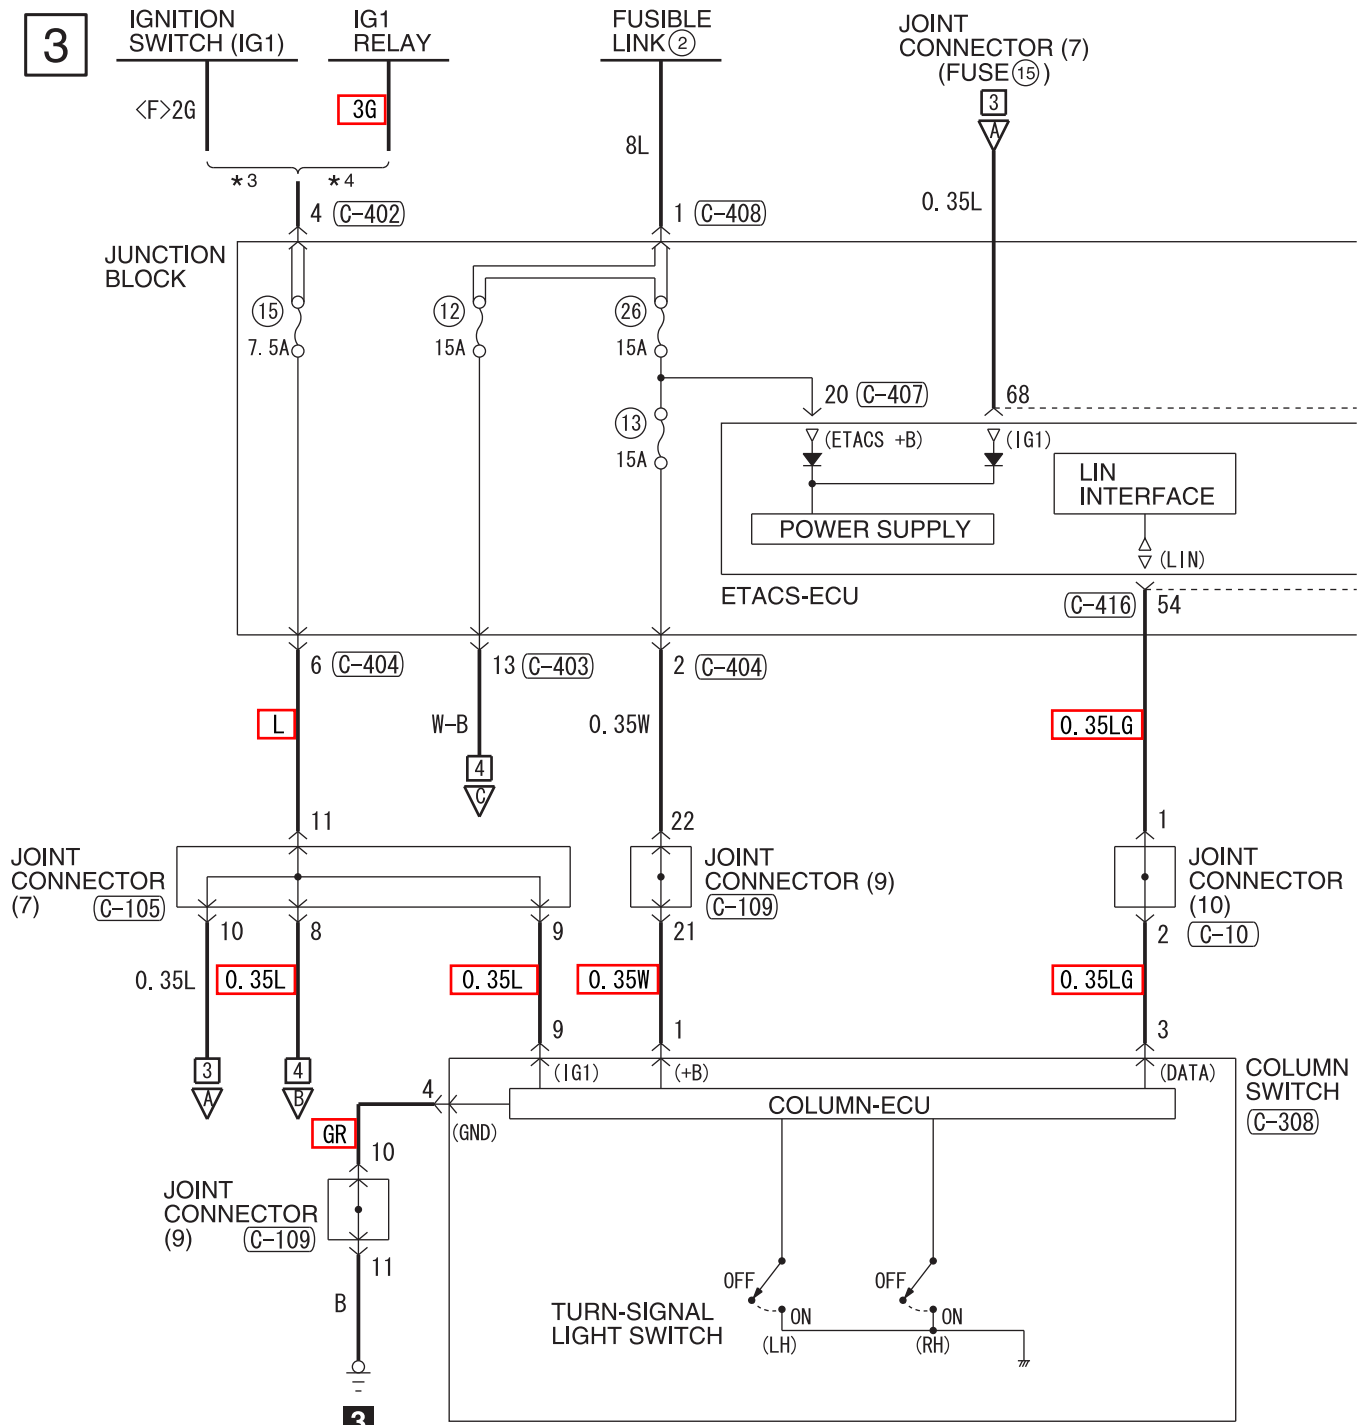 3
IGNITION
SWITCH (IG1)
IG1
RELAY
FUSIBLE
LINK②
JOINT
CONNECTOR (7)
(FUSE⑮)
3
A
<F>2G
3G
8L
0.35L
*3
*4
4 (C-402)
1 (C-408)
JUNCTION
BLOCK
15
7.5A
12
15A
26
15A
20 (C-407)
68
13
15A
(ETACS +B)
(IG1)
LIN
INTERFACE
POWER SUPPLY
(LIN)
ETACS-ECU
(C-416) 54
6 (C-404)
13 (C-403)
2 (C-404)
L
W-B
0.35W
0.35LG
4
C
11
22
1
JOINT
CONNECTOR
(7)
(C-105)
JOINT
CONNECTOR (9)
(C-109)
JOINT
CONNECTOR
(10)
(C-10)
10
8
9
21
2
0.35L
0.35L
0.35L
0.35W
0.35LG
9
1
3
3
A
4
B
(IG1)
(+B)
(DATA)
COLUMN
SWITCH
(C-308)
4
COLUMN-ECU
(GND)
GR
10
JOINT
CONNECTOR
(9)
(C-109)
11
B
3
OFF
ON
(LH)
OFF
ON
(RH)
TURN-SIGNAL
LIGHT SWITCH